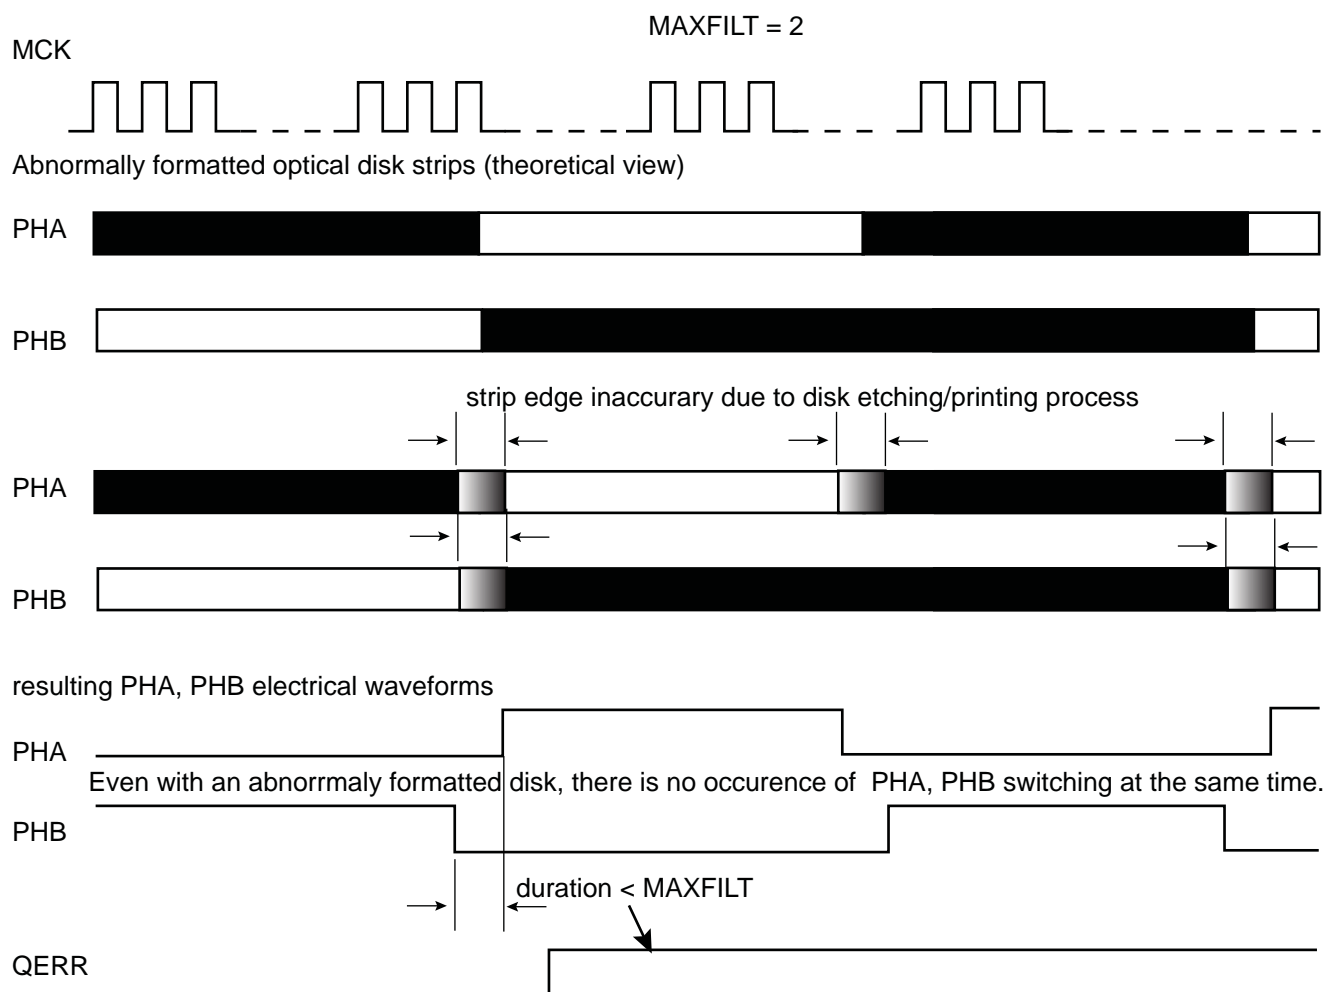 MAXFILT = 2
MCK
Abnormally formatted optical disk strips (theoretical view)
PHA
PHB
strip edge inaccurary due to disk etching/printing process
PHA
PHB
resulting PHA, PHB electrical waveforms
PHA
Even with an abnorrmaly formatted disk, there is no occurence of PHA, PHB switching at the same time.
PHB
duration < MAXFILT
QERR